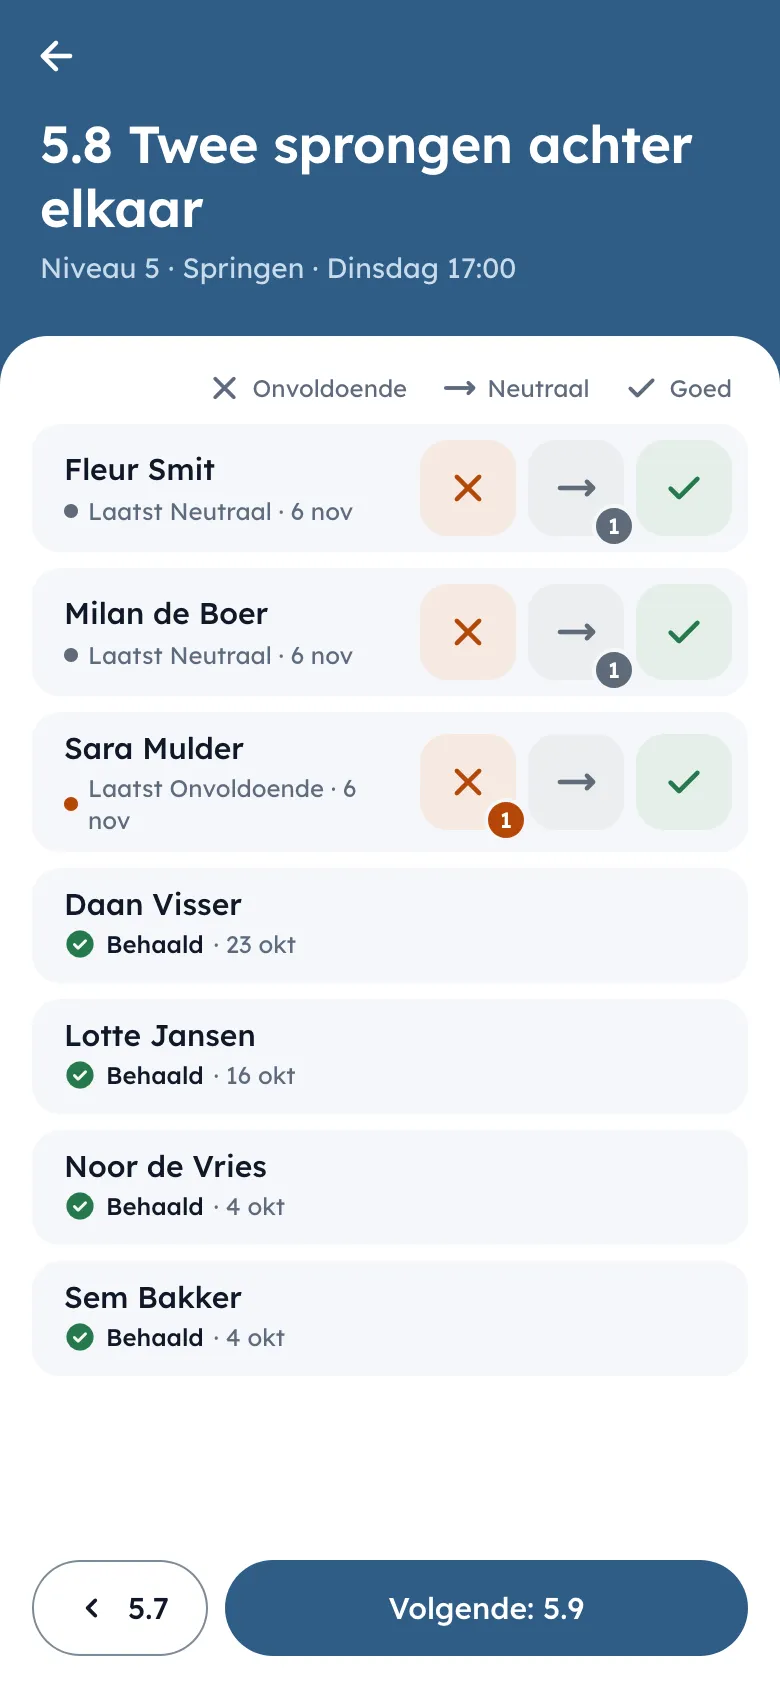 5.8 Twee sprongen achter
elkaar
Niveau 5 · Springen · Dinsdag 17:00
Onvoldoende Neutraal Goed
Fleur Smit
Laatst Neutraal · 6 nov
1
Milan de Boer
Laatst Neutraal · 6 nov
1
Sara Mulder
Laatst Onvoldoende · 6
nov
1
Daan Visser
Behaald · 23 okt
Lotte Jansen
Behaald · 16 okt
Noor de Vries
Behaald · 4 okt
Sem Bakker
Behaald · 4 okt
5.7 Volgende: 5.9